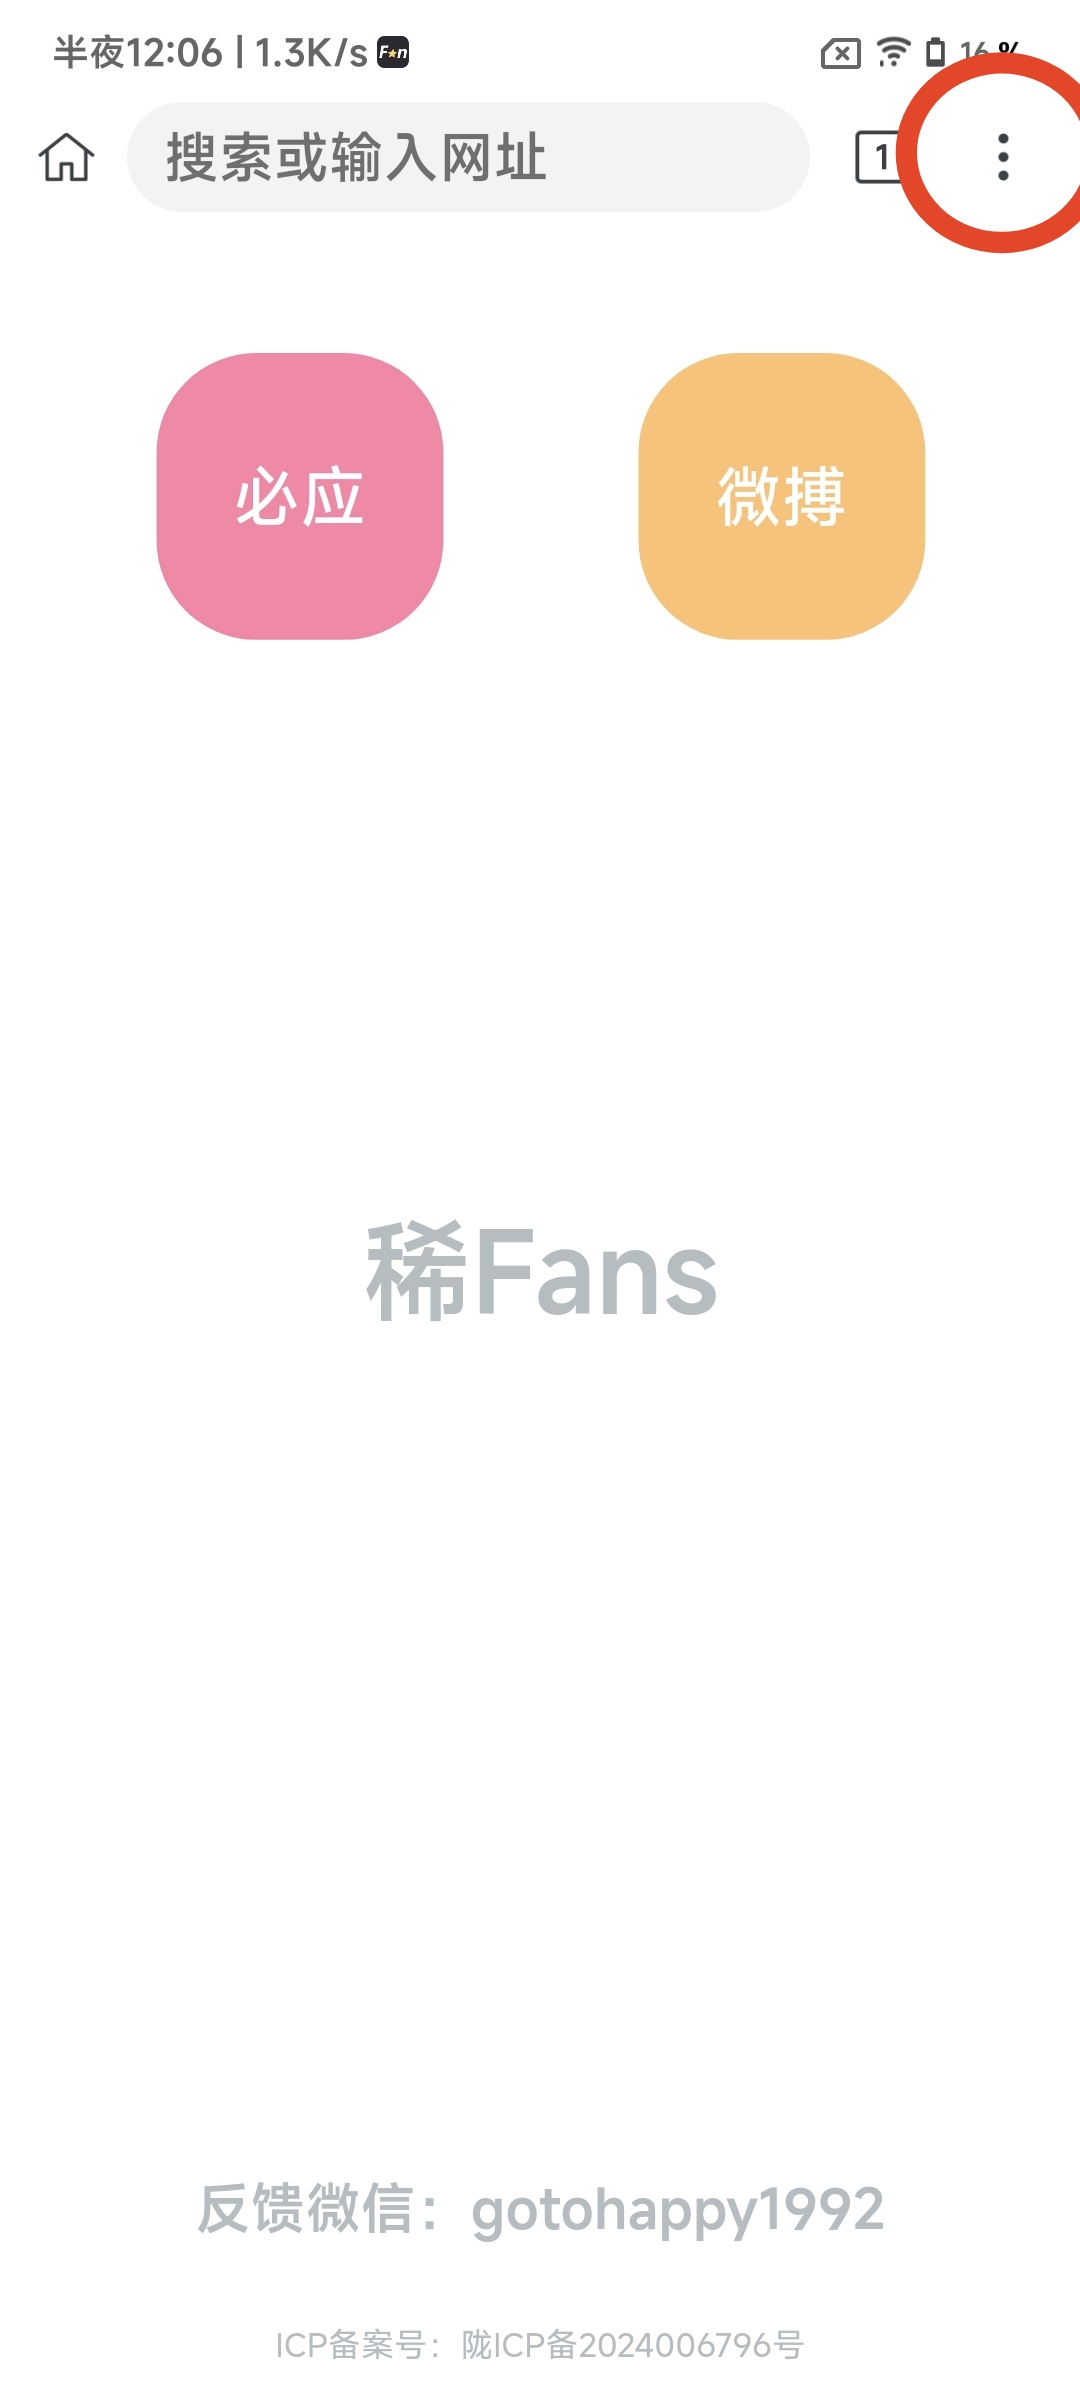 半夜12:06 | 1.3K/s Fan 16 %
搜索或输入网址 1
必应 微搏
稀Fans
反馈微信：gotohappy1992
ICP备案号：陇ICP备2024006796号